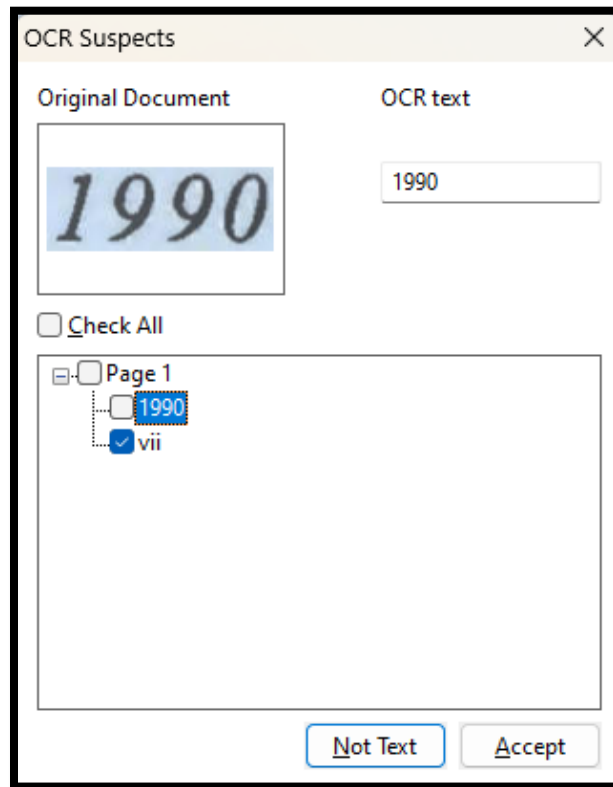 OCR Suspects
Original Document
OCR text
1990
1990
Check All
Page 1
1990
vii
Not Text
Accept